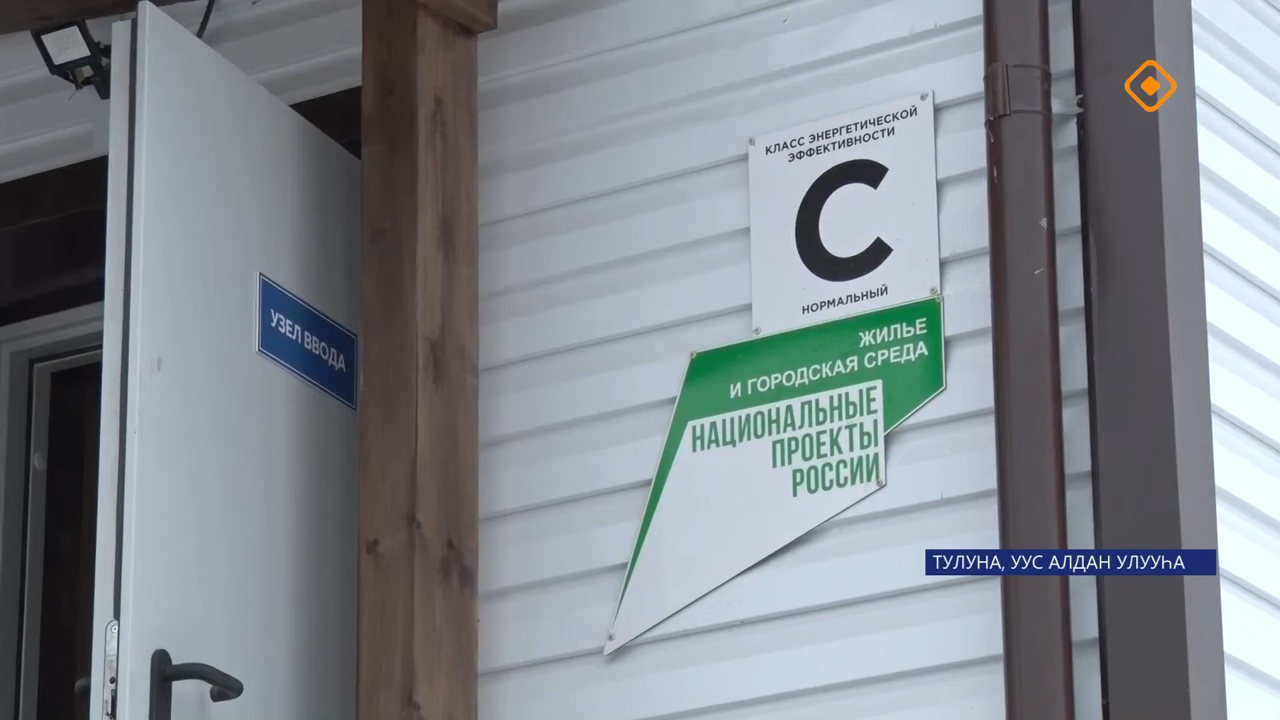 КЛАСС ЭНЕРГЕТИЧЕСКОЙ
ЭФФЕКТИВНОСТИ
С
НОРМАЛЬНЫЙ
ЖИЛЬЕ
И ГОРОДСКАЯ СРЕДА
НАЦИОНАЛЬНЫЕ
ПРОЕКТЫ
РОССИИ
УЗЕЛ ВВОДА
ТУЛУНА, УУС АЛДАН УЛУУҺА